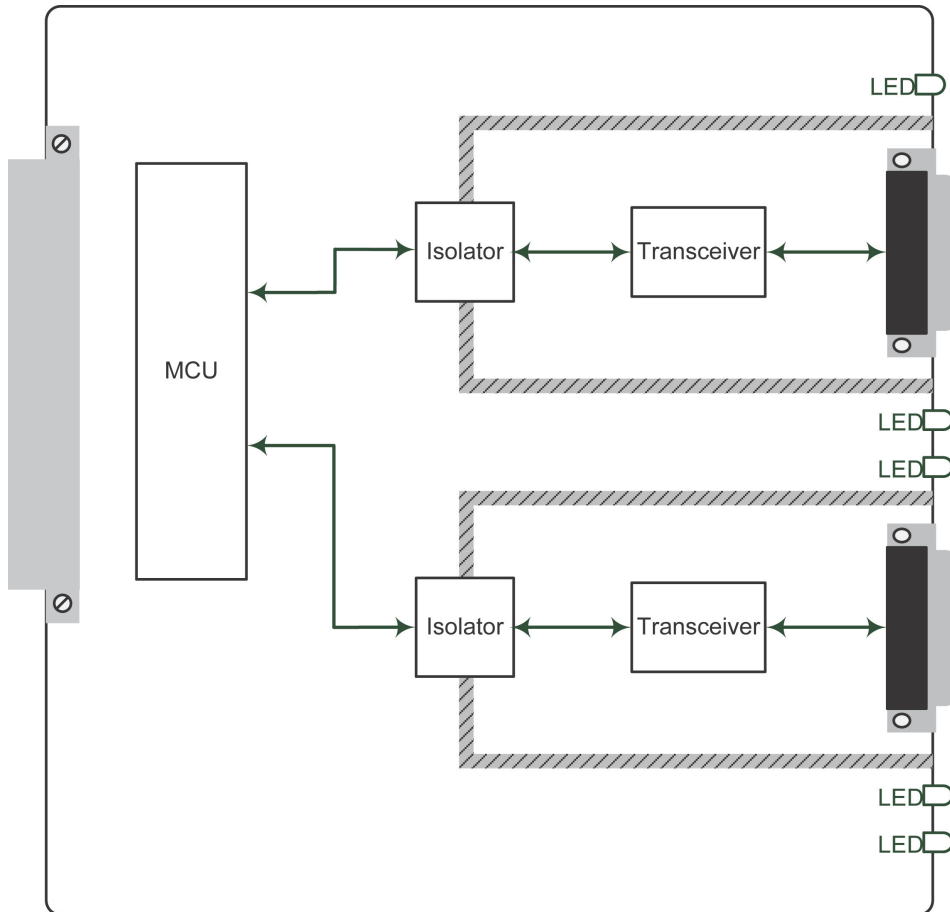 LED
Isolator
Transceiver
MCU
LED
LED
Isolator
Transceiver
LED
LED